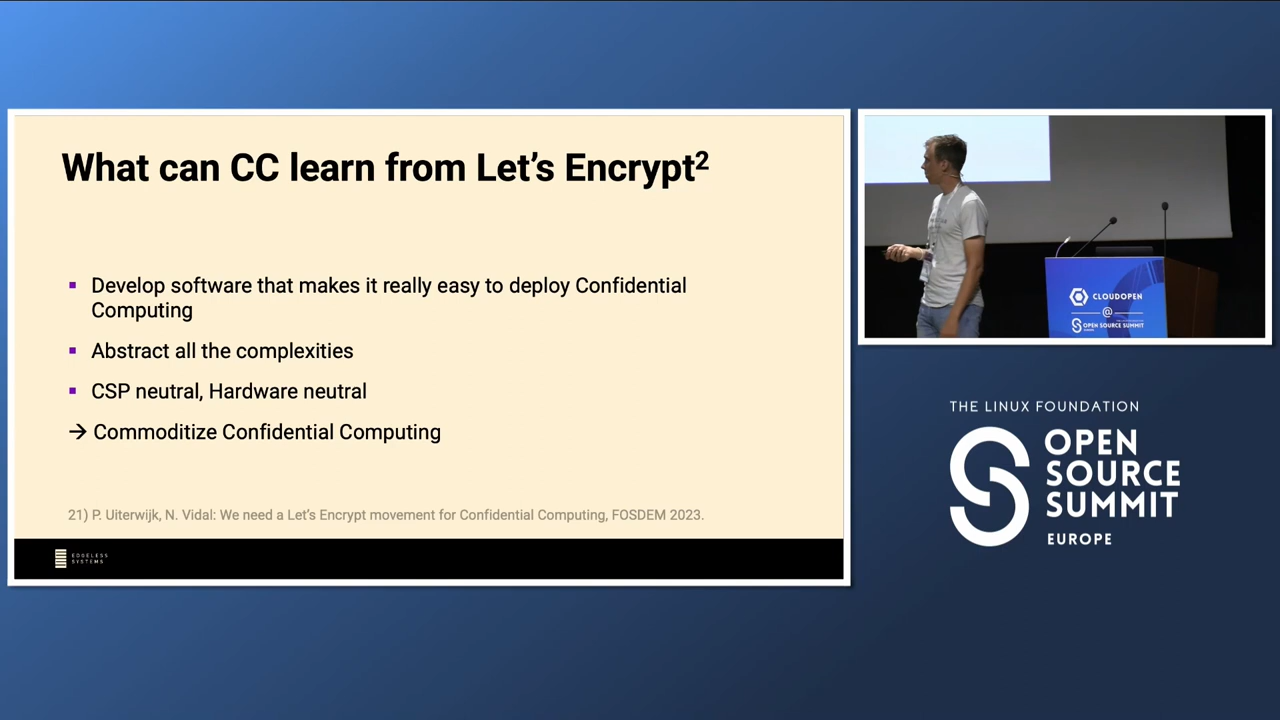 What can CC learn from Let's Encrypt²
▪ Develop software that makes it really easy to deploy Confidential
Computing
▪ Abstract all the complexities
▪ CSP neutral, Hardware neutral
→ Commoditize Confidential Computing
21) P. Uiterwijk, N. Vidal: We need a Let's Encrypt movement for Confidential Computing, FOSDEM 2023.
EDGELESS
SYSTEMS
CLOUDOPEN
@
OPEN SOURCE SUMMIT
THE LINUX FOUNDATION
OPEN
SOURCE
SUMMIT
EUROPE